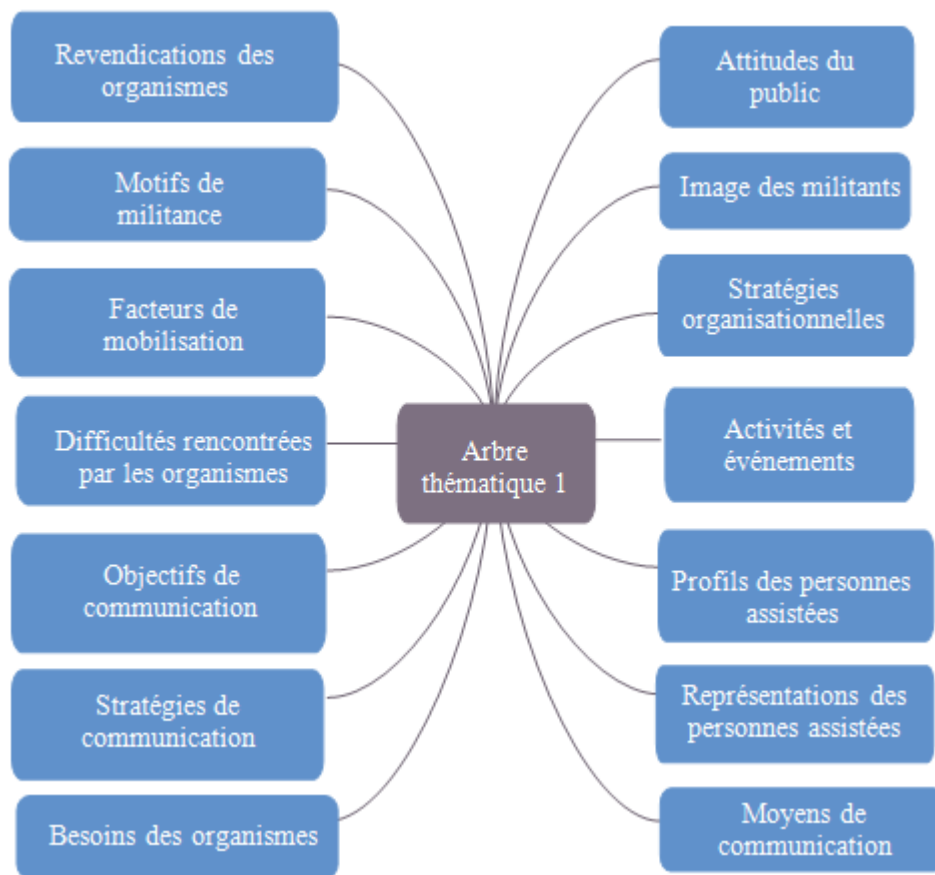 Revendications des
organismes
Motifs de
militance
Facteurs de
mobilisation
Difficultés rencontrées
par les organismes
Objectifs de
communication
Stratégies de
communication
Besoins des organismes
Arbre
thématique 1
Attitudes du
public
Image des militants
Stratégies
organisationnelles
Activités et
événements
Profils des personnes
assistées
Représentations des
personnes assistées
Moyens de
communication